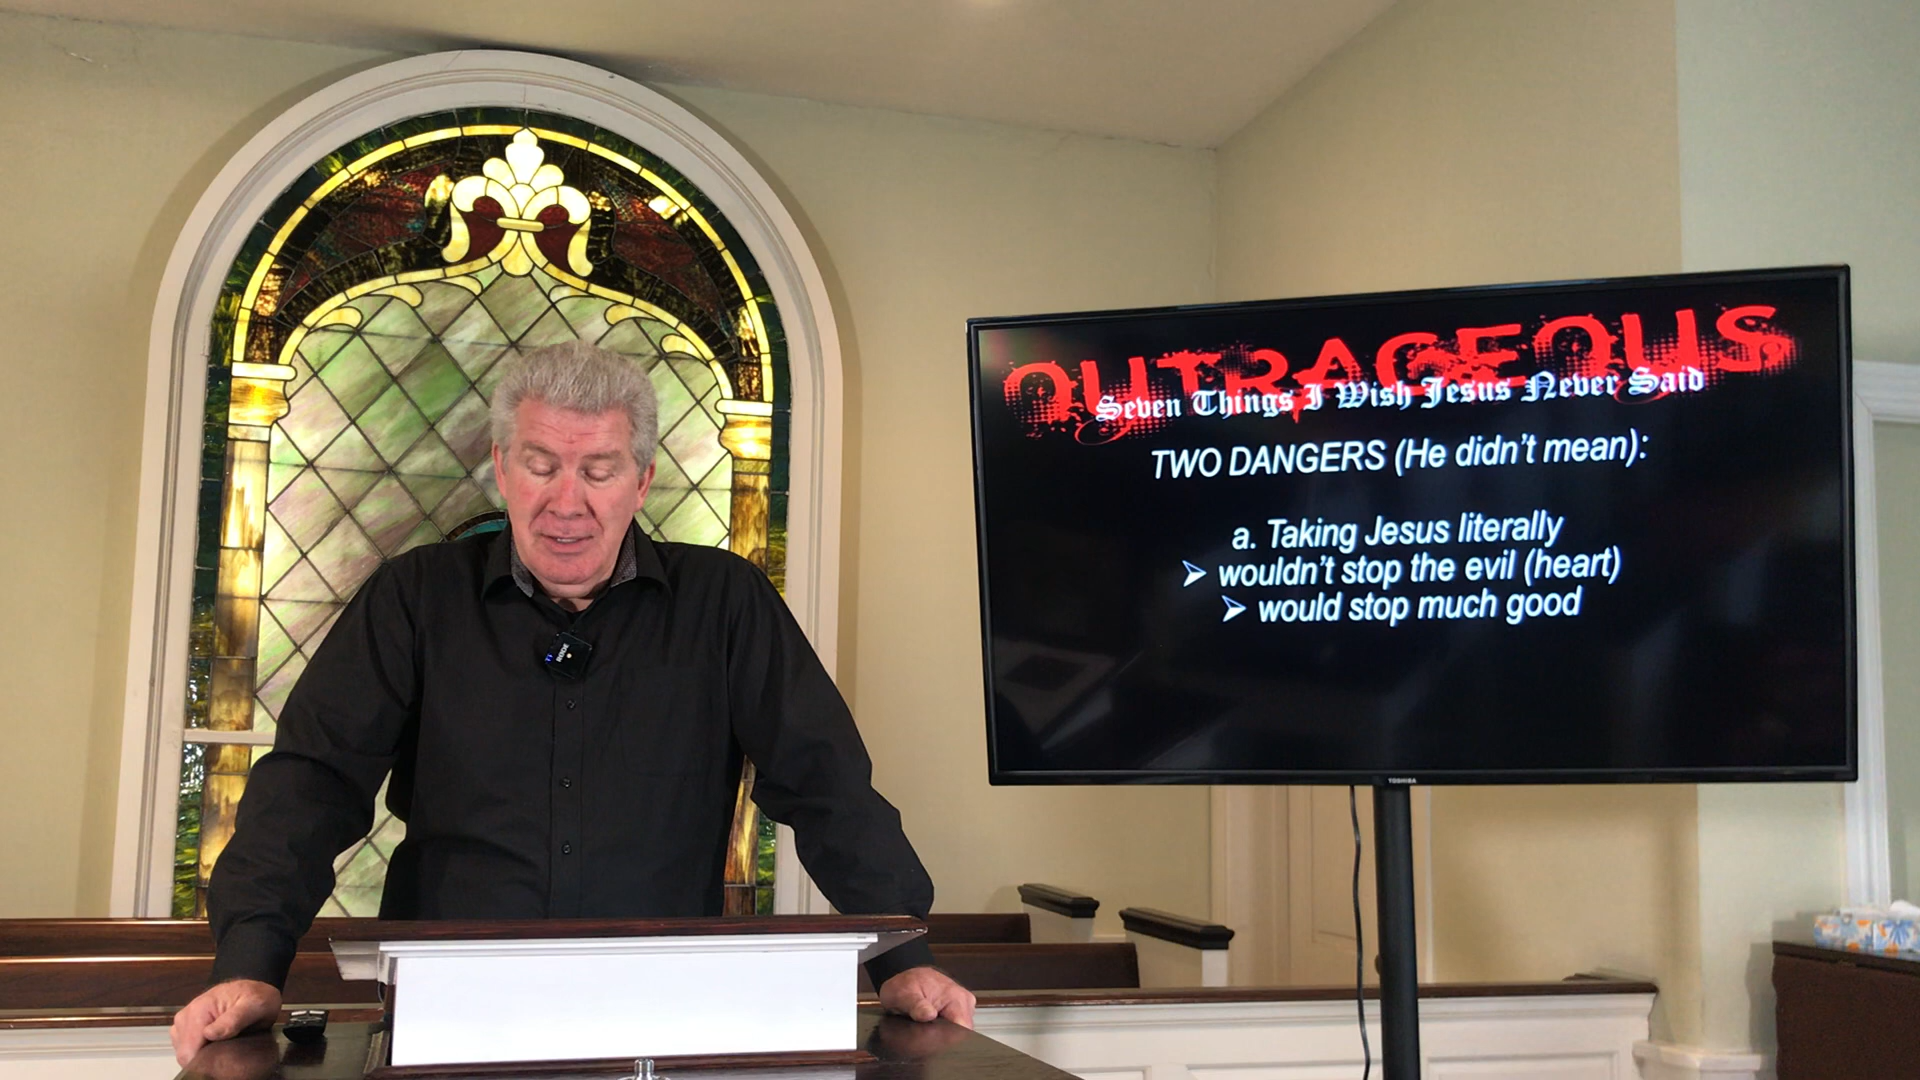 OUTRAGEOUS
Seven Things I Wish Jesus Never Said
TWO DANGERS (He didn't mean):
a. Taking Jesus literally
➢ wouldn't stop the evil (heart)
➢ would stop much good
RODE
TOSHIBA